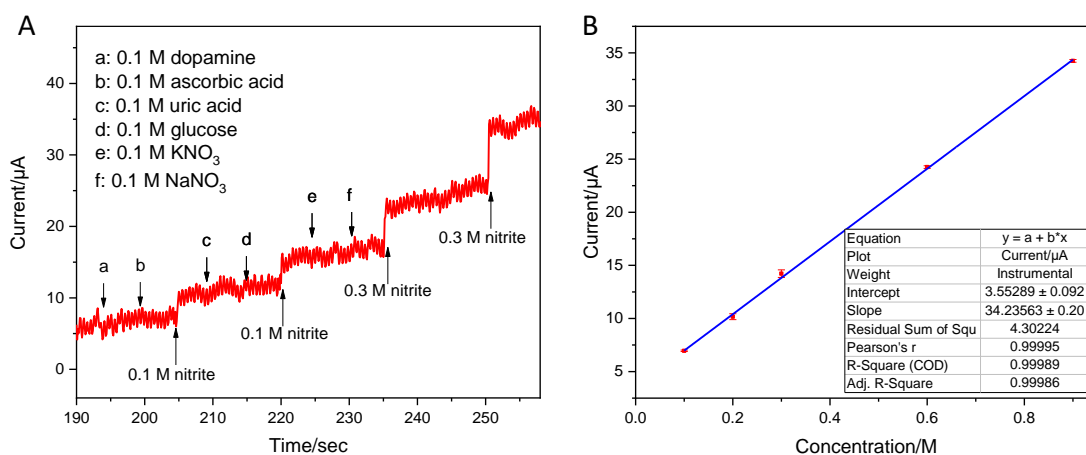 A
a: 0.1 M dopamine
b: 0.1 M ascorbic acid
c: 0.1 M uric acid
d: 0.1 M glucose
e: 0.1 M KNO₃
f: 0.1 M NaNO₃
Current/µA
40
30
20
10
0
a
b
c
d
e
f
0.1 M nitrite
0.1 M nitrite
0.3 M nitrite
0.3 M nitrite
190 200 210 220 230 240 250
Time/sec
B
Current/µA
35
30
25
20
15
10
5
Equation y = a + b*x
Plot Current/µA
Weight Instrumental
Intercept 3.55289 ± 0.092
Slope 34.23563 ± 0.20
Residual Sum of Squ 4.30224
Pearson's r 0.99995
R-Square (COD) 0.99989
Adj. R-Square 0.99986
0.0 0.2 0.4 0.6 0.8
Concentration/M